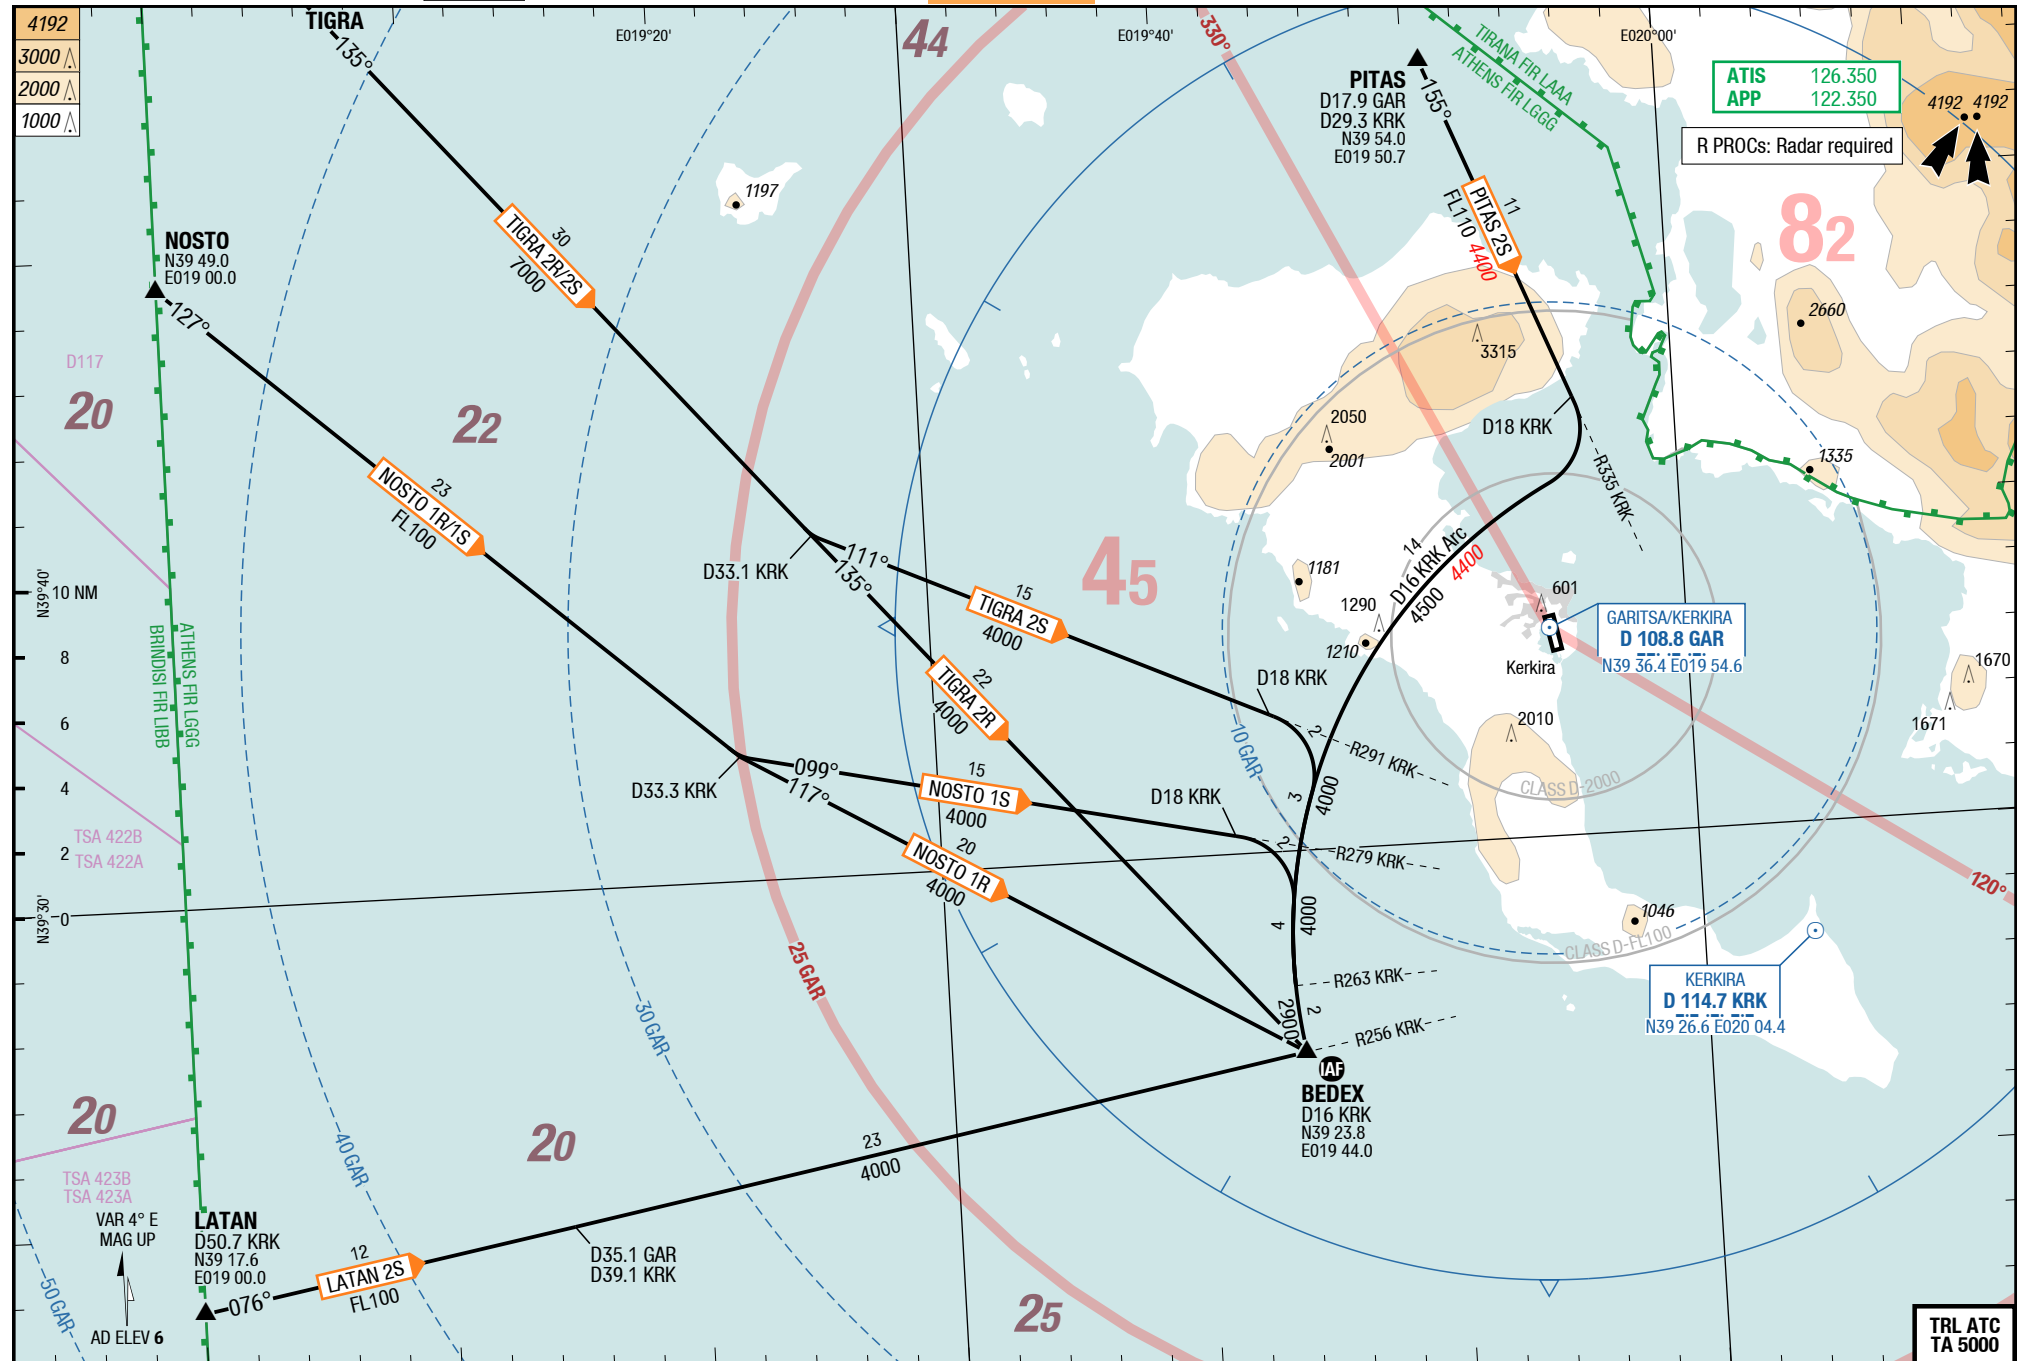 4192
3000
2000
1000
TIGRA
135°
E019°20'
44
E019°40'
330°
E020°00'
TIRANA FIR LAAA
ATHENS FIR LGGG
ATIS 126.350
APP 122.350
R PROCs: Radar required
4192 4192
82
PITAS
D17.9 GAR
D29.3 KRK
N39 54.0
E019 50.7
155°
11
PITAS 2S
FL110 4400
1197
NOSTO
N39 49.0
E019 00.0
127°
30
TIGRA 2R/2S
7000
D117
20
22
2660
3315
2050
2001
D18 KRK
R335 KRK
1335
23
NOSTO 1R/1S
FL100
D33.1 KRK
111°
135°
45
14
D16 KRK Arc
4400
4500
1181
1290
1210
601
GARITSA/KERKIRA
D 108.8 GAR
N39 36.4 E019 54.6
Kerkira
N39°40'
10 NM
8
6
4
2
0
N39°30'
ATHENS FIR LGGG
BRINDISI FIR LIBB
15
TIGRA 2S
4000
22
TIGRA 2R
4000
D18 KRK
2
R291 KRK
10 GAR
2010
1670
1671
CLASS D-2000
D33.3 KRK
099°
117°
15
NOSTO 1S
4000
D18 KRK
3
4000
2
R279 KRK
20
NOSTO 1R
4000
TSA 422B
TSA 422A
120°
4
4000
1046
CLASS D-FL100
25 GAR
30 GAR
R263 KRK
2
2900
R256 KRK
KERKIRA
D 114.7 KRK
N39 26.6 E020 04.4
IAF
BEDEX
D16 KRK
N39 23.8
E019 44.0
20
20
23
4000
40 GAR
TSA 423B
TSA 423A
VAR 4° E
MAG UP
LATAN
D50.7 KRK
N39 17.6
E019 00.0
076°
12
LATAN 2S
FL100
D35.1 GAR
D39.1 KRK
50 GAR
AD ELEV 6
25
TRL ATC
TA 5000